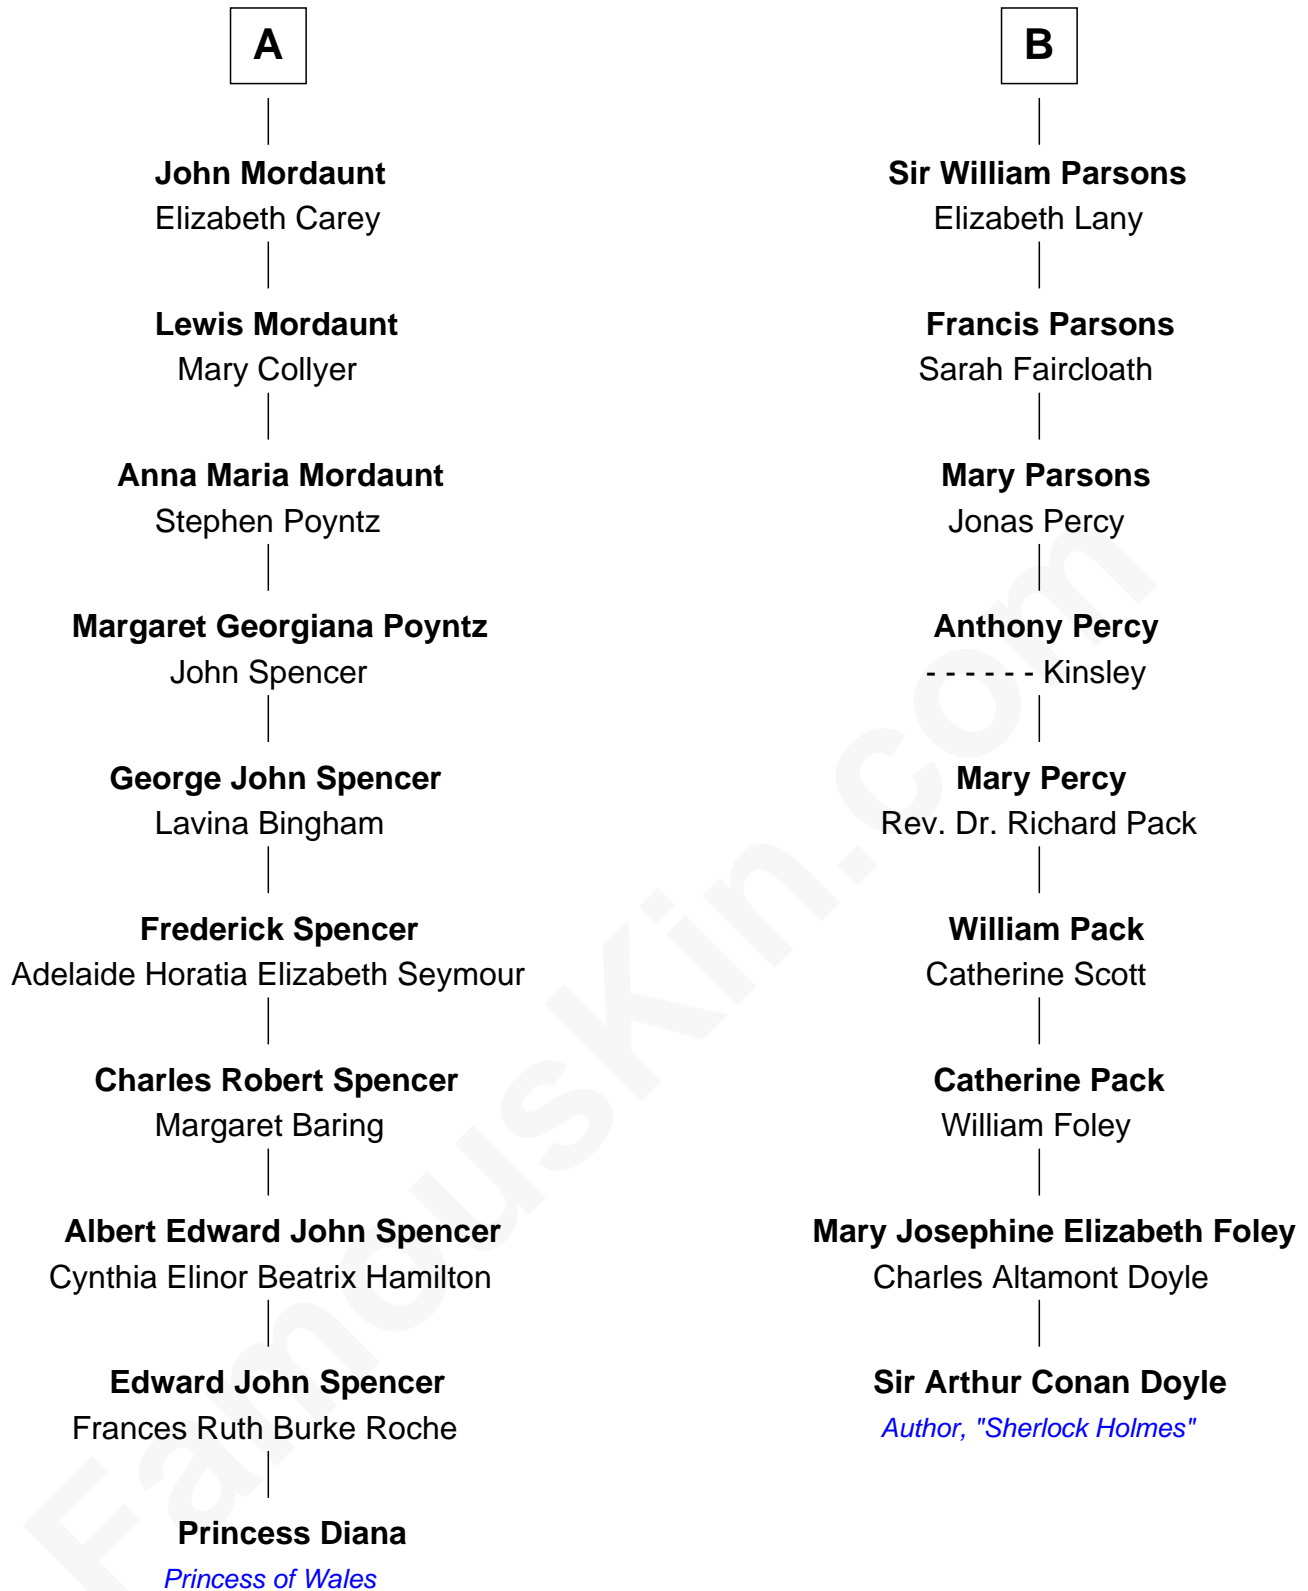 A
John Mordaunt
Elizabeth Carey
Lewis Mordaunt
Mary Collyer
Anna Maria Mordaunt
Stephen Poyntz
Margaret Georgiana Poyntz
John Spencer
George John Spencer
Lavina Bingham
Frederick Spencer
Adelaide Horatia Elizabeth Seymour
Charles Robert Spencer
Margaret Baring
Albert Edward John Spencer
Cynthia Elinor Beatrix Hamilton
Edward John Spencer
Frances Ruth Burke Roche
Princess Diana
Princess of Wales
B
Sir William Parsons
Elizabeth Lany
Francis Parsons
Sarah Faircloath
Mary Parsons
Jonas Percy
Anthony Percy
- - - - - - Kinsley
Mary Percy
Rev. Dr. Richard Pack
William Pack
Catherine Scott
Catherine Pack
William Foley
Mary Josephine Elizabeth Foley
Charles Altamont Doyle
Sir Arthur Conan Doyle
Author, "Sherlock Holmes"
FamousKin.com